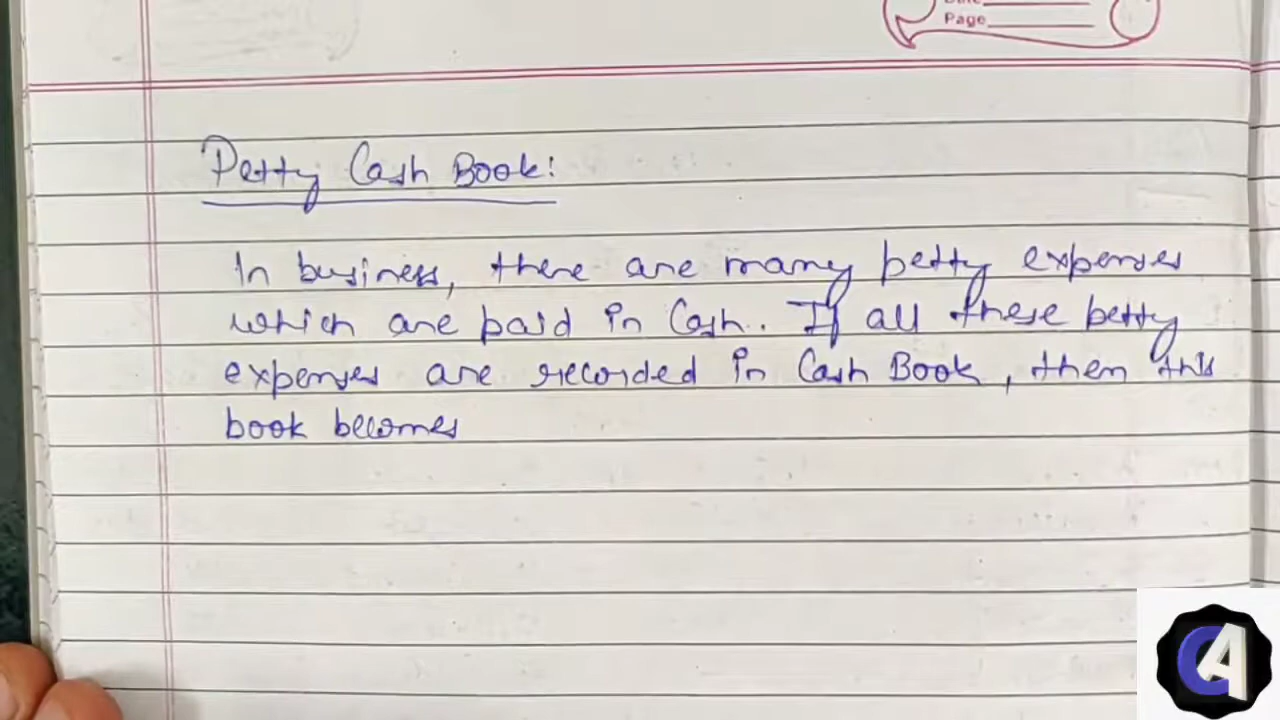 Page
Petty Cash Book:
In business, there are many petty expenses
which are paid in Cash. If all these petty
expenses are recorded in Cash Book, then this
book becomes
CA